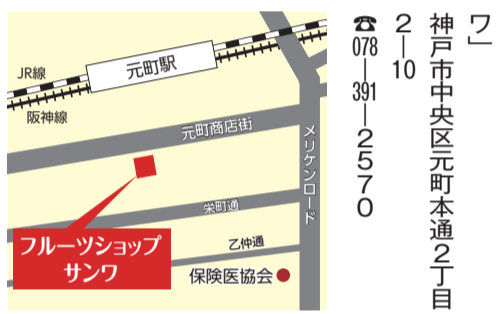 ワ」
神戸市中央区元町本通2丁目
2―10
☎078―391―2570
元町駅
JR線
阪神線
元町商店街
メリケンロード
栄町通
乙仲通
フルーツショップ
サンワ
保険医協会